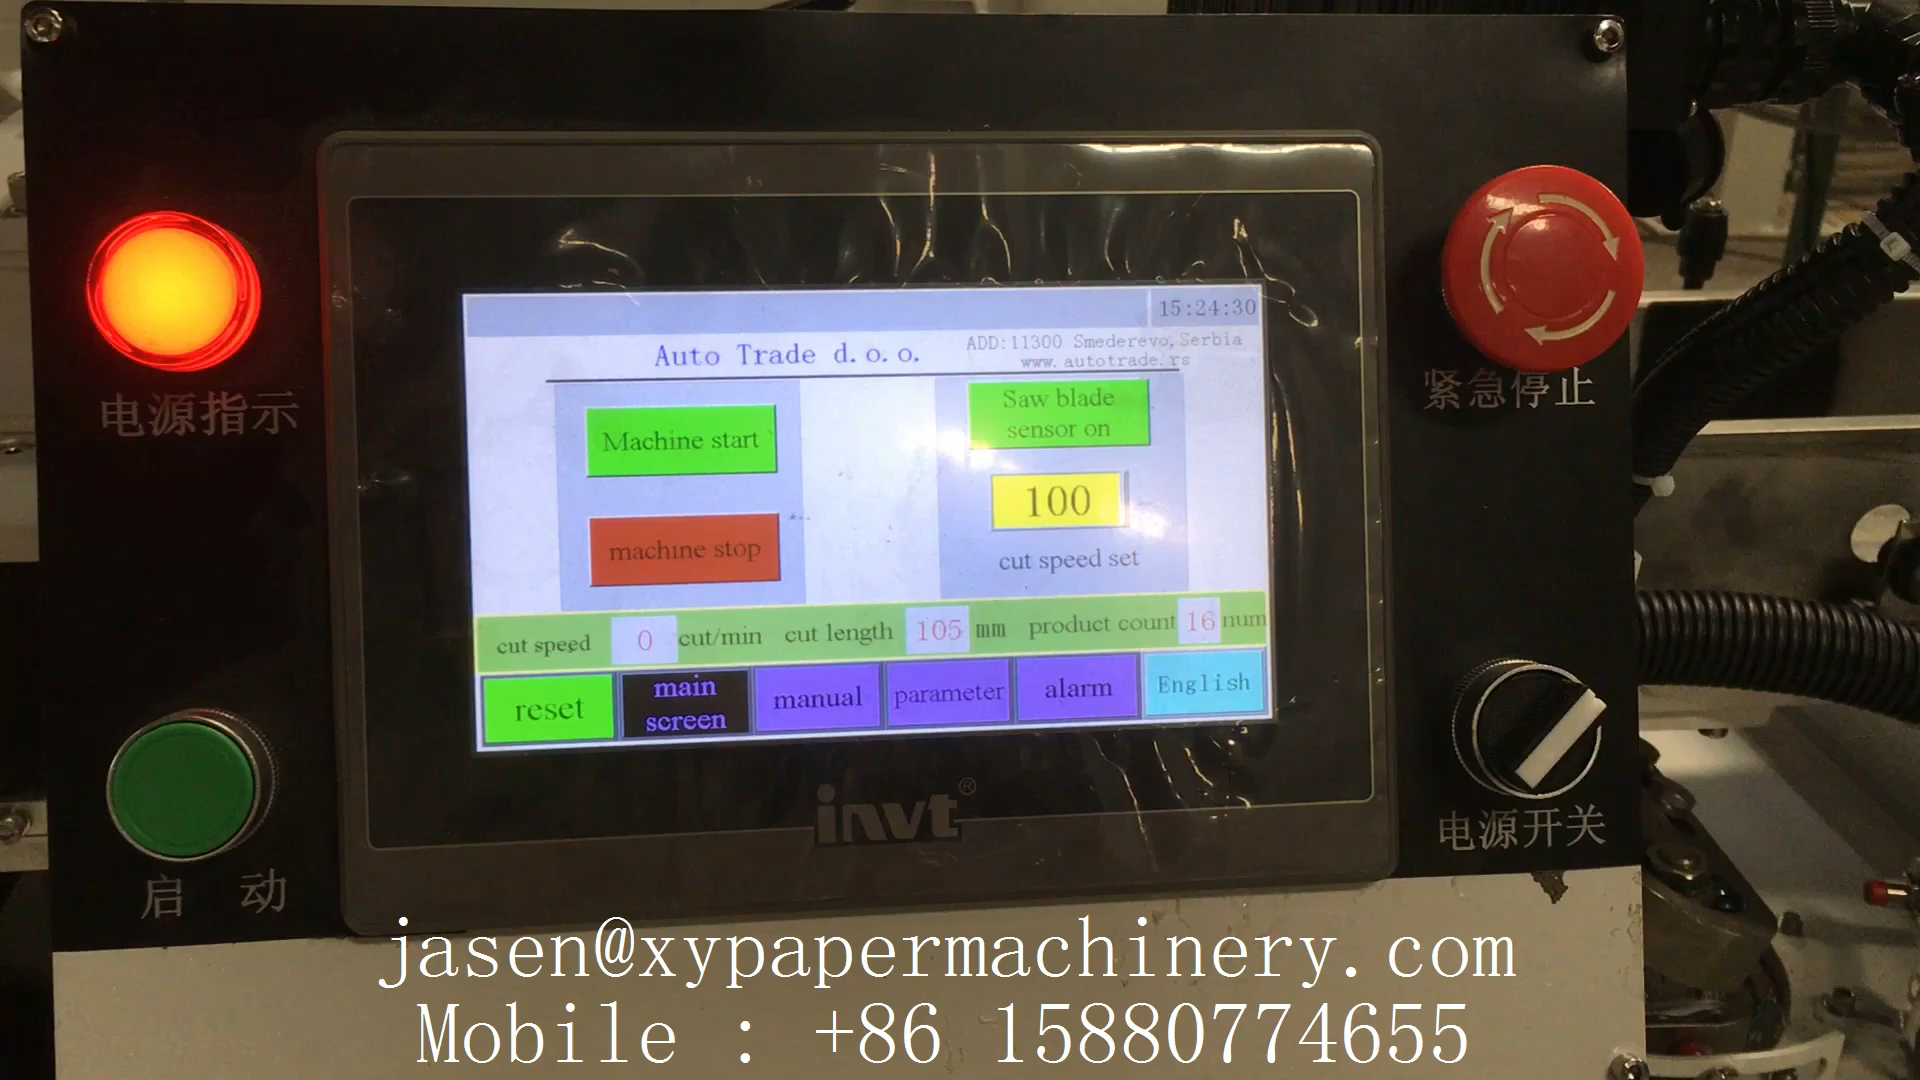 15:24:30
Auto Trade d.o.o.
ADD:11300 Smederevo,Serbia
www.autotrade.rs
Machine start
Saw blade
sensor on
100
machine stop
cut speed set
cut speed 0 cut/min cut length 105 mm product count 16 num
reset
main
screen
manual
parameter
alarm
English
invt®
电源指示
紧急停止
启 动
电源开关
jasen@xypapermachinery.com
Mobile : +86 15880774655